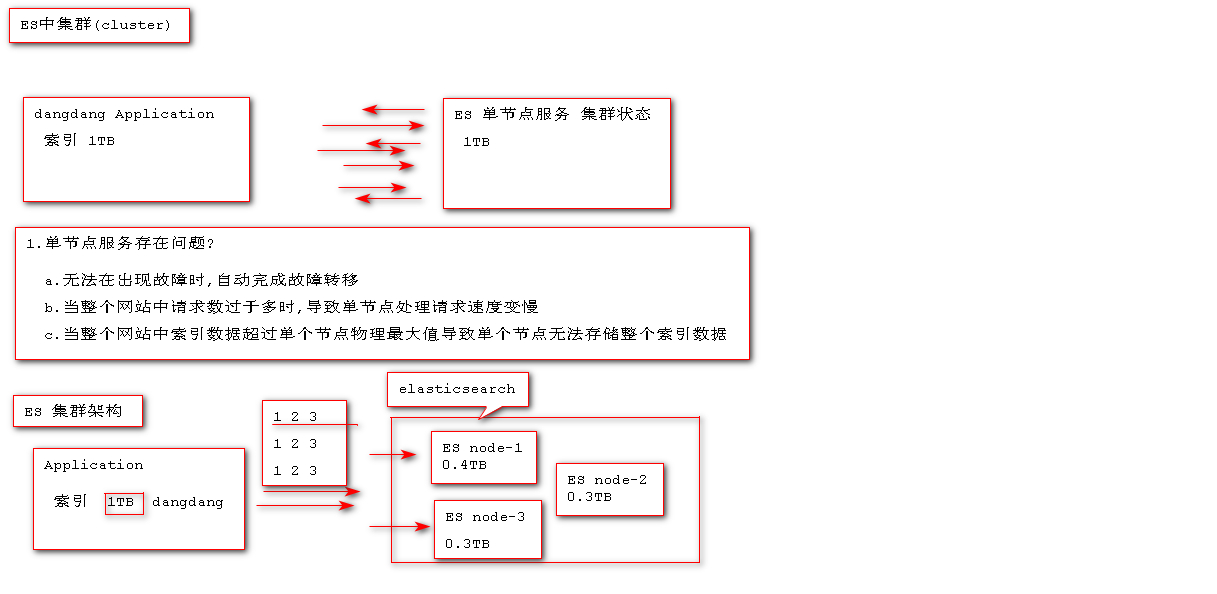 ES中集群(cluster)
dangdang Application
索引 1TB
ES 单节点服务 集群状态
1TB
1.单节点服务存在问题?
a.无法在出现故障时,自动完成故障转移
b.当整个网站中请求数过于多时,导致单节点处理请求速度变慢
c.当整个网站中索引数据超过单个节点物理最大值导致单个节点无法存储整个索引数据
ES 集群架构
Application
索引 1TB dangdang
1 2 3
1 2 3
1 2 3
elasticsearch
ES node-1
0.4TB
ES node-2
0.3TB
ES node-3
0.3TB